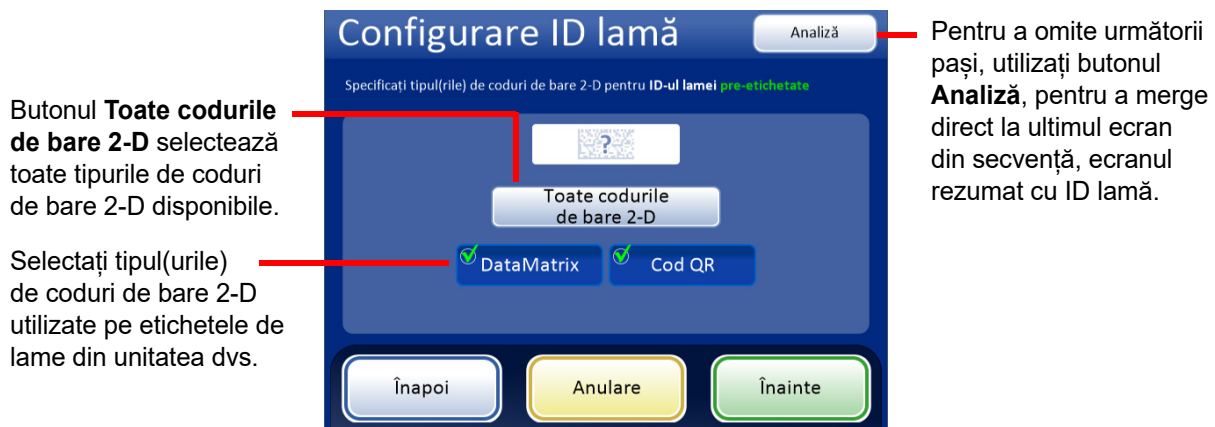 Butonul Toate codurile
de bare 2-D selectează
toate tipurile de coduri
de bare 2-D disponibile.
Selectați tipul(urile)
de coduri de bare 2-D
utilizate pe etichetele de
lame din unitatea dvs.
Configurare ID lamă
Analiză
Specificați tipul(rile) de coduri de bare 2-D pentru ID-ul lamei pre-etichetate
?
Toate codurile
de bare 2-D
DataMatrix
Cod QR
Înapoi
Anulare
Înainte
Pentru a omite următorii
pași, utilizați butonul
Analiză, pentru a merge
direct la ultimul ecran
din secvență, ecranul
rezumat cu ID lamă.